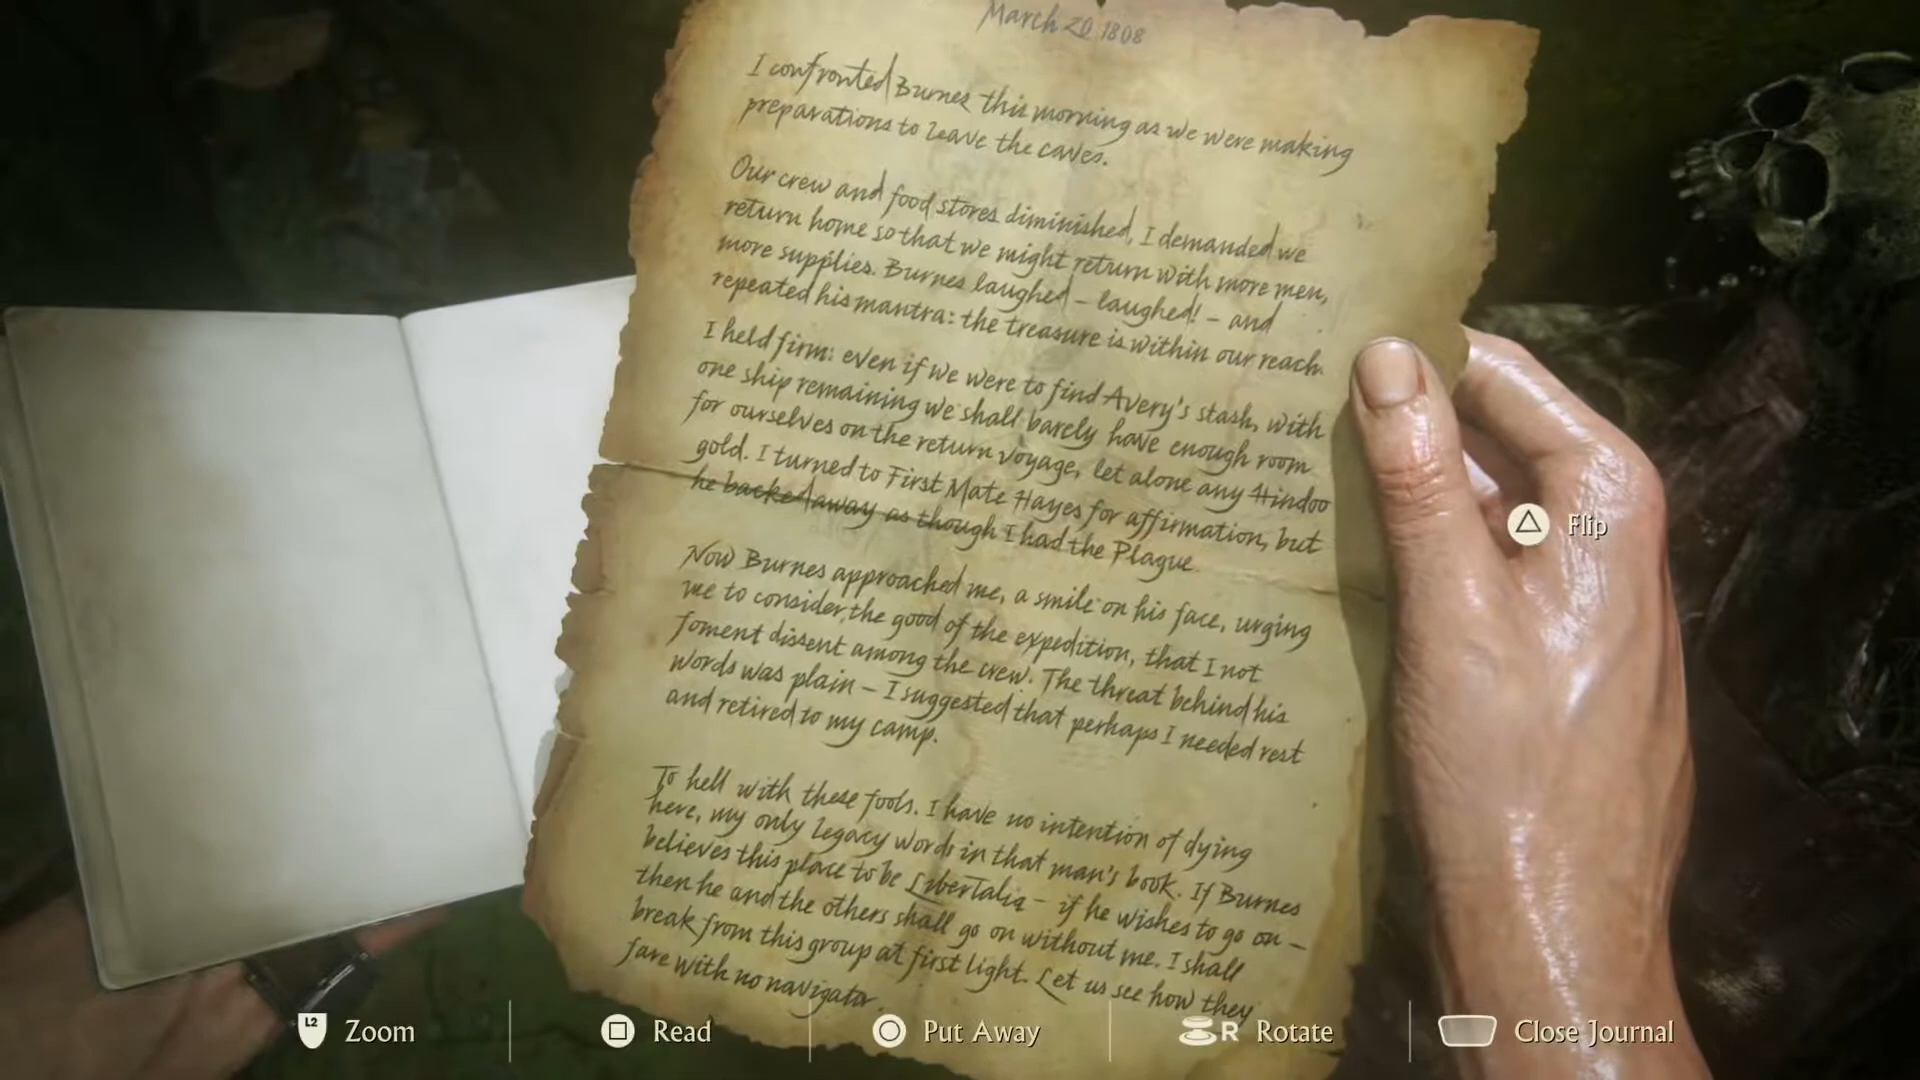 March 20 1808
I confronted Burnes this morning as we were making
preparations to leave the caves.
Our crew and food stores diminished, I demanded we
return home so that we might return with more men,
more supplies. Burnes laughed – laughed! – and
repeated his mantra: the treasure is within our reach.
I held firm: even if we were to find Avery's stash, with
one ship remaining we shall barely have enough room
for ourselves on the return voyage, let alone any Hindoo
gold. I turned to First Mate Hayes for affirmation, but
he backed away as though I had the Plague.
Now Burnes approached me, a smile on his face, urging
me to consider the good of the expedition, that I not
foment dissent among the crew. The threat behind his
words was plain – I suggested that perhaps I needed rest
and retired to my camp.
To hell with these fools. I have no intention of dying
here, my only legacy words in that man's book. If Burnes
believes this place to be Libertalia – if he wishes to go on –
then he and the others shall go on without me. I shall
break from this group at first light. Let us see how they
fare with no navigator.
Flip
L2 Zoom
Read
Put Away
R Rotate
Close Journal